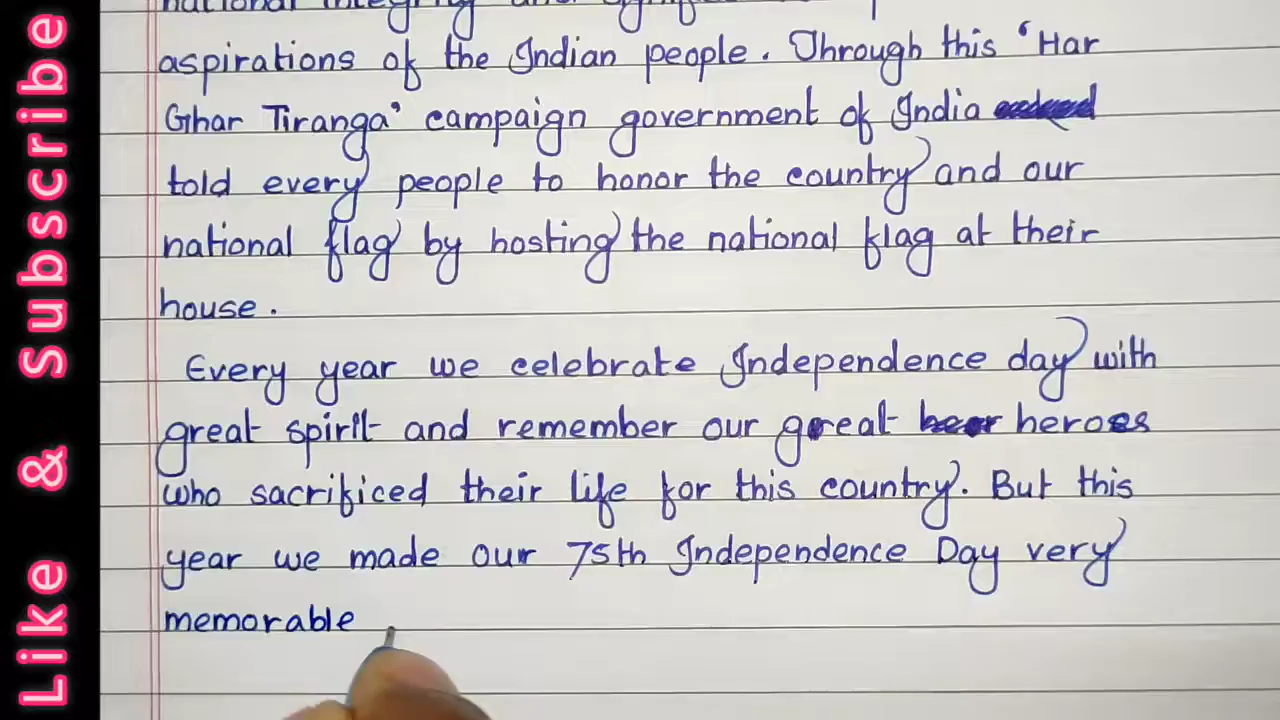 national integrity and
aspirations of the Indian people. Through this 'Har
Ghar Tiranga' campaign government of India
told every people to honor the country and our
national flag by hosting the national flag at their
house.
Every year we celebrate Independence day with
great spirit and remember our great heroes
who sacrificed their life for this country. But this
year we made our 75th Independence Day very
memorable
Like & Subscribe